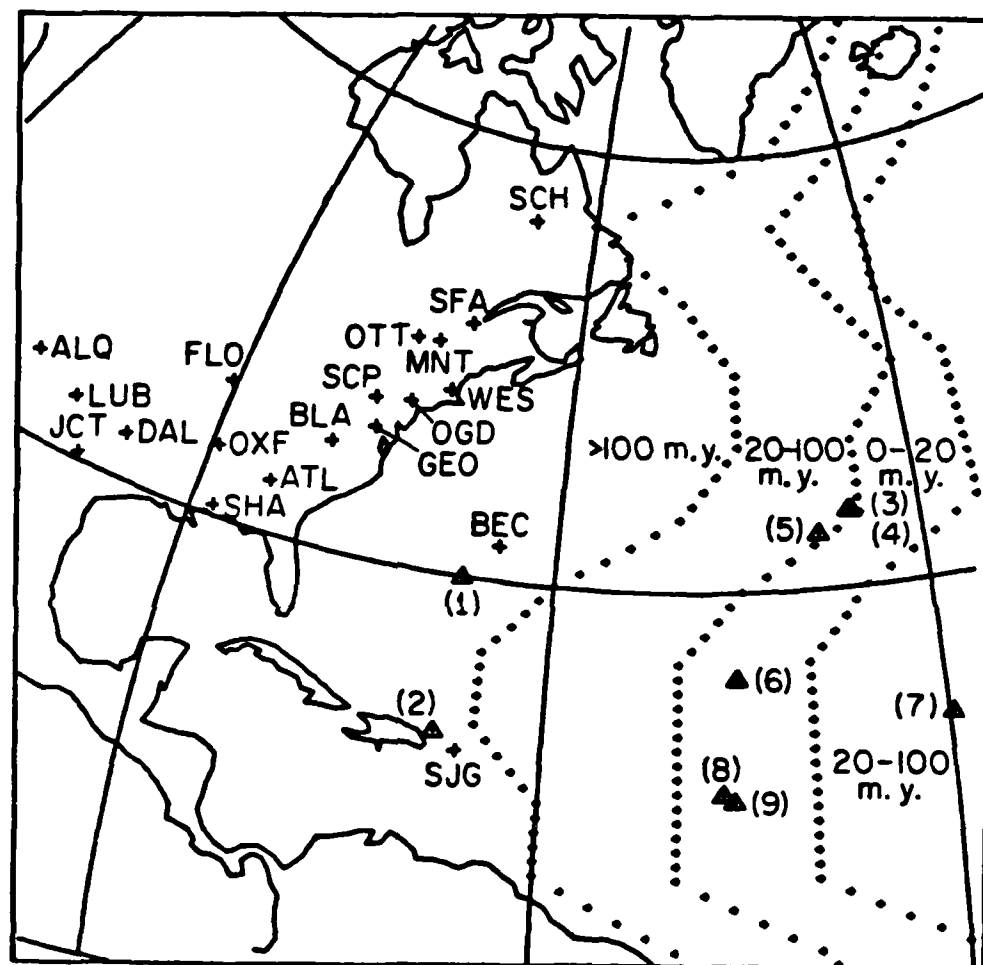 SCH
SFA
OTT
MNT
ALQ
FLO
SCP
WES
LUB
BLA
OGD
JCT
DAL
OXF
GEO
>100 m.y.
20-100
m.y.
0-20
m.y.
ATL
SHA
(3)
(5)
(4)
BEC
(1)
(6)
(2)
(7)
SJG
(8)
(9)
20-100
m.y.